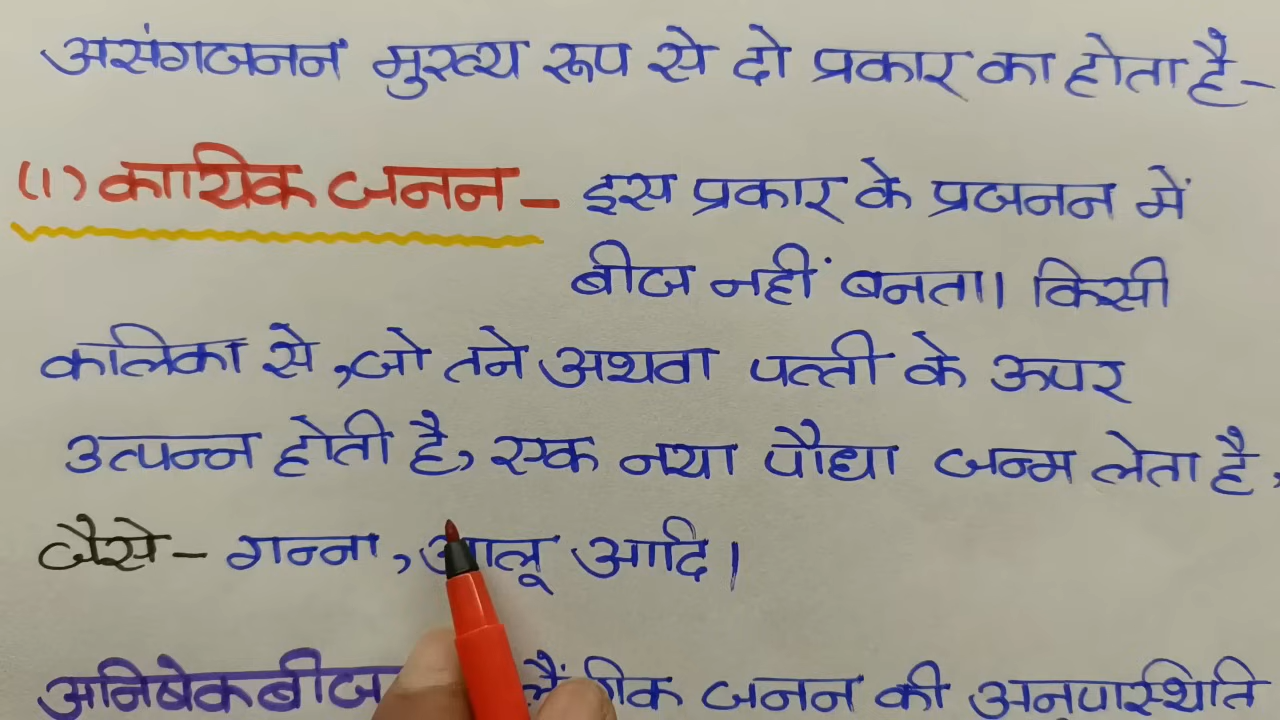 असंगजनन मुख्य रूप से दो प्रकार का होता है-
(1) कायिक जनन - इस प्रकार के प्रजनन में
बीज नहीं बनता। किसी
कलिका से, जो तने अथवा पत्ती के ऊपर
उत्पन्न होती है, एक नया पौधा जन्म लेता है,
जैसे - गन्ना, आलू आदि।
अनिषेकबीज लैंगिक जनन की अनुपस्थिति